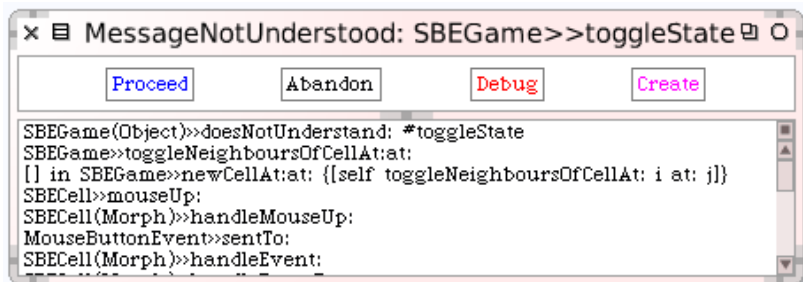 MessageNotUnderstood: SBEGame>>toggleState
Proceed Abandon Debug Create
SBEGame(Object)>>doesNotUnderstand: #toggleState
SBEGame>>toggleNeighboursOfCellAt:at:
[] in SBEGame>>newCellAt:at: {[self toggleNeighboursOfCellAt: i at: j]}
SBECell>>mouseUp:
SBECell(Morph)>>handleMouseUp:
MouseButtonEvent>>sentTo:
SBECell(Morph)>>handleEvent: